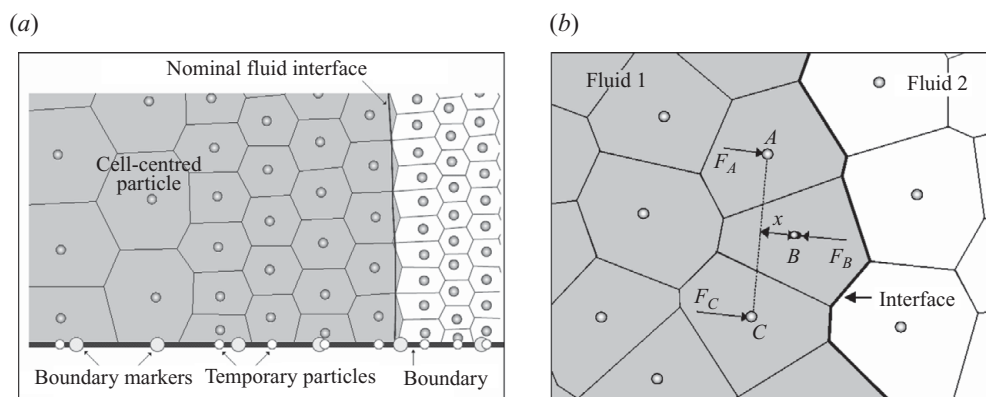 (a)
Nominal fluid interface
Cell-centred
particle
Boundary markers
Temporary particles
Boundary
(b)
Fluid 1
Fluid 2
A
F_A
x
B
F_B
F_C
C
Interface